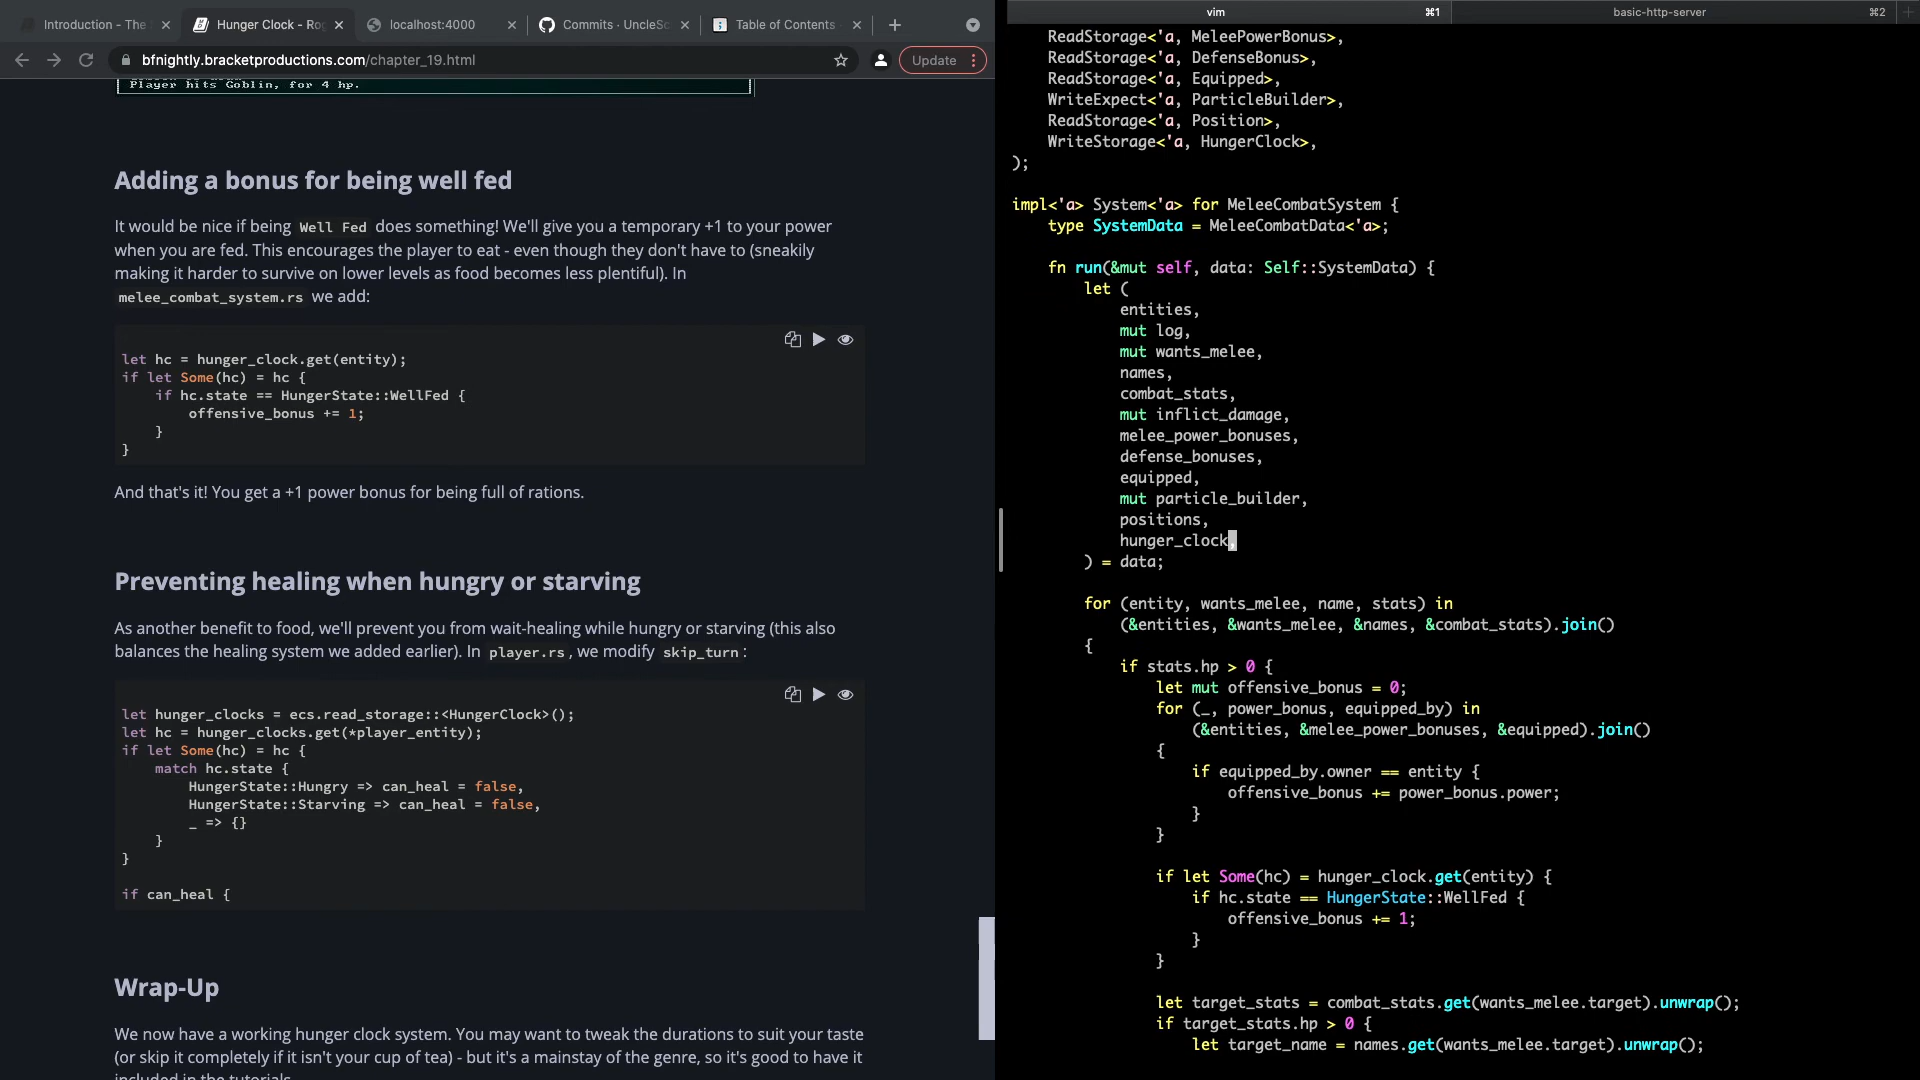 Introduction - The
Hunger Clock - Ro
localhost:4000
Commits · UncleSc
Table of Contents
vim
⌘1
basic-http-server
⌘2
bfnightly.bracketproductions.com/chapter_19.html
Update
Player hits Goblin, for 4 hp.
Adding a bonus for being well fed
It would be nice if being Well Fed does something! We'll give you a temporary +1 to your power
when you are fed. This encourages the player to eat - even though they don't have to (sneakily
making it harder to survive on lower levels as food becomes less plentiful). In
melee_combat_system.rs we add:
let hc = hunger_clock.get(entity);
if let Some(hc) = hc {
    if hc.state == HungerState::WellFed {
        offensive_bonus += 1;
    }
}
And that's it! You get a +1 power bonus for being full of rations.
Preventing healing when hungry or starving
As another benefit to food, we'll prevent you from wait-healing while hungry or starving (this also
balances the healing system we added earlier). In player.rs, we modify skip_turn:
let hunger_clocks = ecs.read_storage::<HungerClock>();
let hc = hunger_clocks.get(*player_entity);
if let Some(hc) = hc {
    match hc.state {
        HungerState::Hungry => can_heal = false,
        HungerState::Starving => can_heal = false,
        _ => {}
    }
}
if can_heal {
Wrap-Up
We now have a working hunger clock system. You may want to tweak the durations to suit your taste
(or skip it completely if it isn't your cup of tea) - but it's a mainstay of the genre, so it's good to have it
included in the tutorials.
    ReadStorage<'a, MeleePowerBonus>,
    ReadStorage<'a, DefenseBonus>,
    ReadStorage<'a, Equipped>,
    WriteExpect<'a, ParticleBuilder>,
    ReadStorage<'a, Position>,
    WriteStorage<'a, HungerClock>,
);
impl<'a> System<'a> for MeleeCombatSystem {
    type SystemData = MeleeCombatData<'a>;
    fn run(&mut self, data: Self::SystemData) {
        let (
            entities,
            mut log,
            mut wants_melee,
            names,
            combat_stats,
            mut inflict_damage,
            melee_power_bonuses,
            defense_bonuses,
            equipped,
            mut particle_builder,
            positions,
            hunger_clock,
        ) = data;
        for (entity, wants_melee, name, stats) in
            (&entities, &wants_melee, &names, &combat_stats).join()
        {
            if stats.hp > 0 {
                let mut offensive_bonus = 0;
                for (_, power_bonus, equipped_by) in
                    (&entities, &melee_power_bonuses, &equipped).join()
                {
                    if equipped_by.owner == entity {
                        offensive_bonus += power_bonus.power;
                    }
                }
                if let Some(hc) = hunger_clock.get(entity) {
                    if hc.state == HungerState::WellFed {
                        offensive_bonus += 1;
                    }
                }
                let target_stats = combat_stats.get(wants_melee.target).unwrap();
                if target_stats.hp > 0 {
                    let target_name = names.get(wants_melee.target).unwrap();